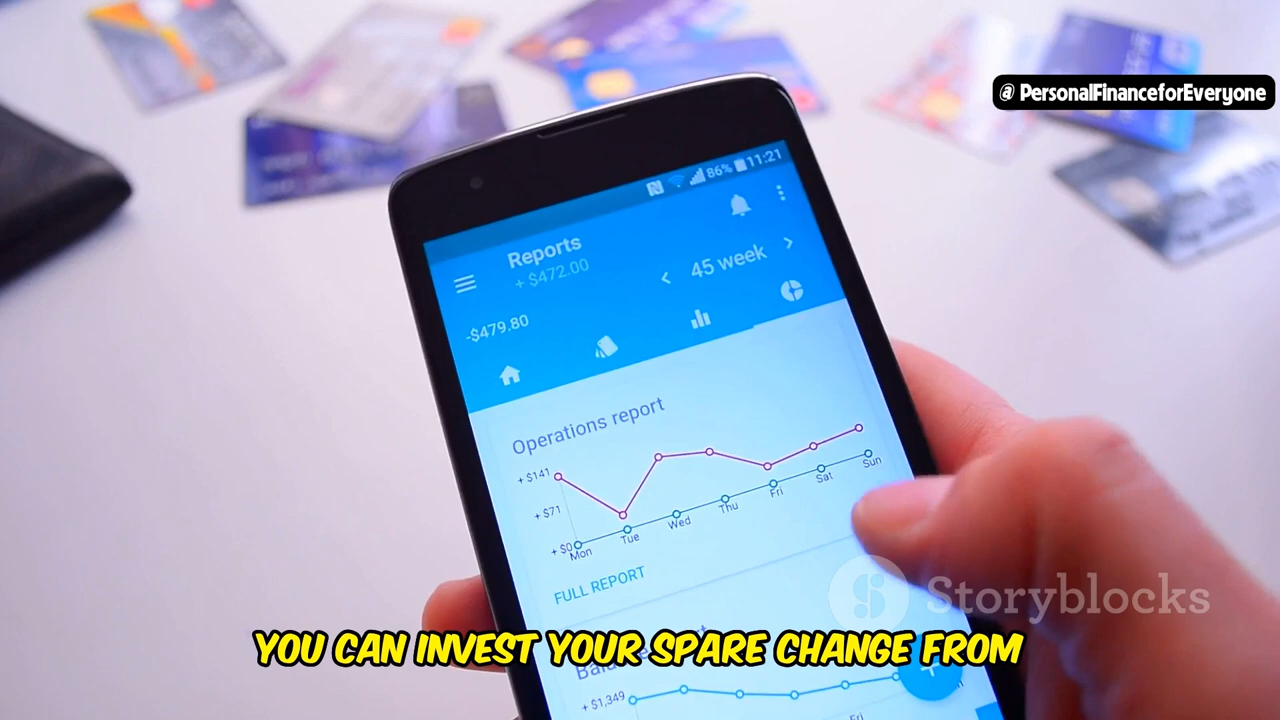 @ PersonalFinanceforEveryone
86% 11:21
Reports
+ $472.00
45 week
-$479.80
Operations report
+ $141
+ $71
+ $0
Mon Tue Wed Thu Fri Sat Sun
FULL REPORT
Storyblocks
YOU CAN INVEST YOUR SPARE CHANGE FROM
+ $1,349
Fri